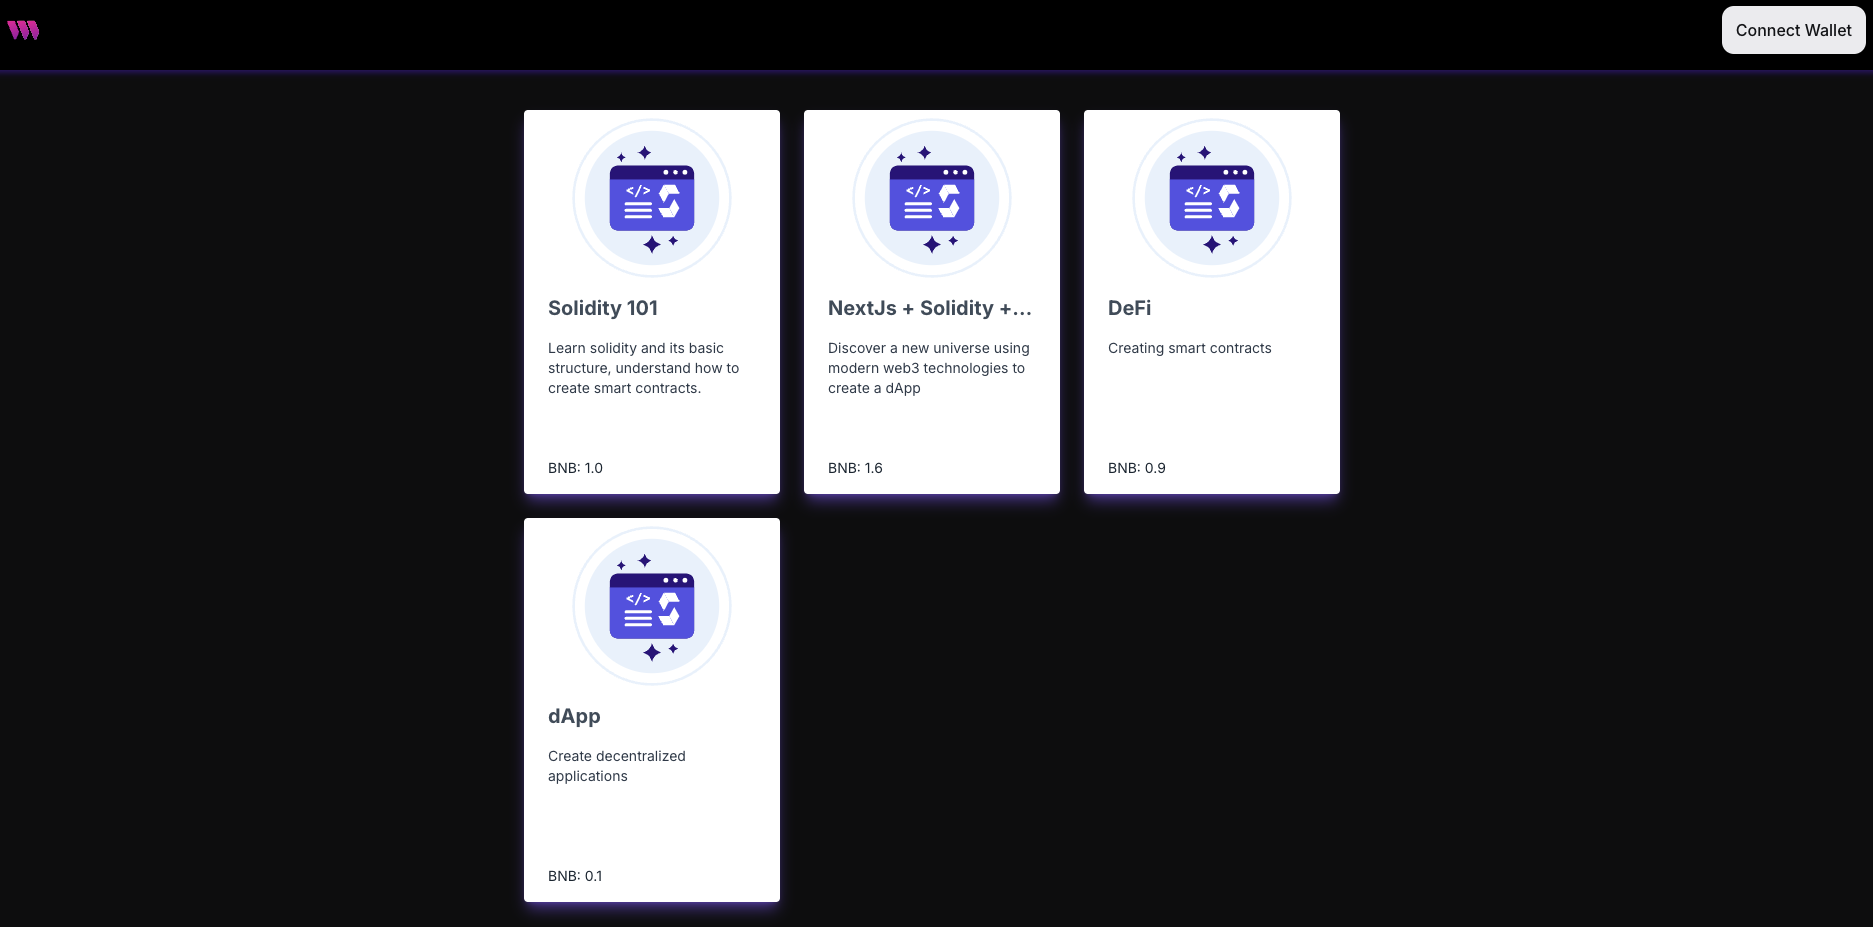 Connect Wallet
</>
Solidity 101
Learn solidity and its basic
structure, understand how to
create smart contracts.
BNB: 1.0
</>
NextJs + Solidity +...
Discover a new universe using
modern web3 technologies to
create a dApp
BNB: 1.6
</>
DeFi
Creating smart contracts
BNB: 0.9
</>
dApp
Create decentralized
applications
BNB: 0.1